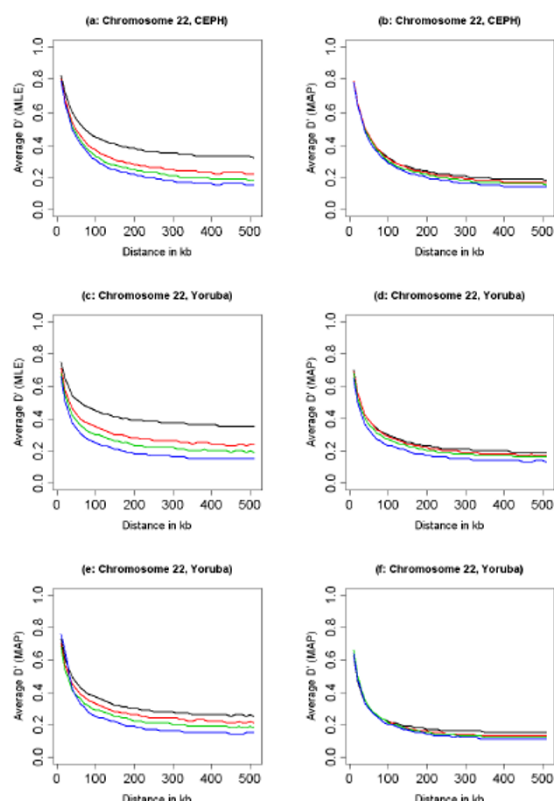 (a: Chromosome 22, CEPH)
Average D' (MLE)
0.0 0.2 0.4 0.6 0.8 1.0
0 100 200 300 400 500
Distance in kb
(b: Chromosome 22, CEPH)
Average D' (MAP)
0.0 0.2 0.4 0.6 0.8 1.0
0 100 200 300 400 500
Distance in kb
(c: Chromosome 22, Yoruba)
Average D' (MLE)
0.0 0.2 0.4 0.6 0.8 1.0
0 100 200 300 400 500
Distance in kb
(d: Chromosome 22, Yoruba)
Average D' (MAP)
0.0 0.2 0.4 0.6 0.8 1.0
0 100 200 300 400 500
Distance in kb
(e: Chromosome 22, Yoruba)
Average D' (MAP)
0.0 0.2 0.4 0.6 0.8 1.0
0 100 200 300 400 500
Distance in kb
(f: Chromosome 22, Yoruba)
Average D' (MAP)
0.0 0.2 0.4 0.6 0.8 1.0
0 100 200 300 400 500
Distance in kb